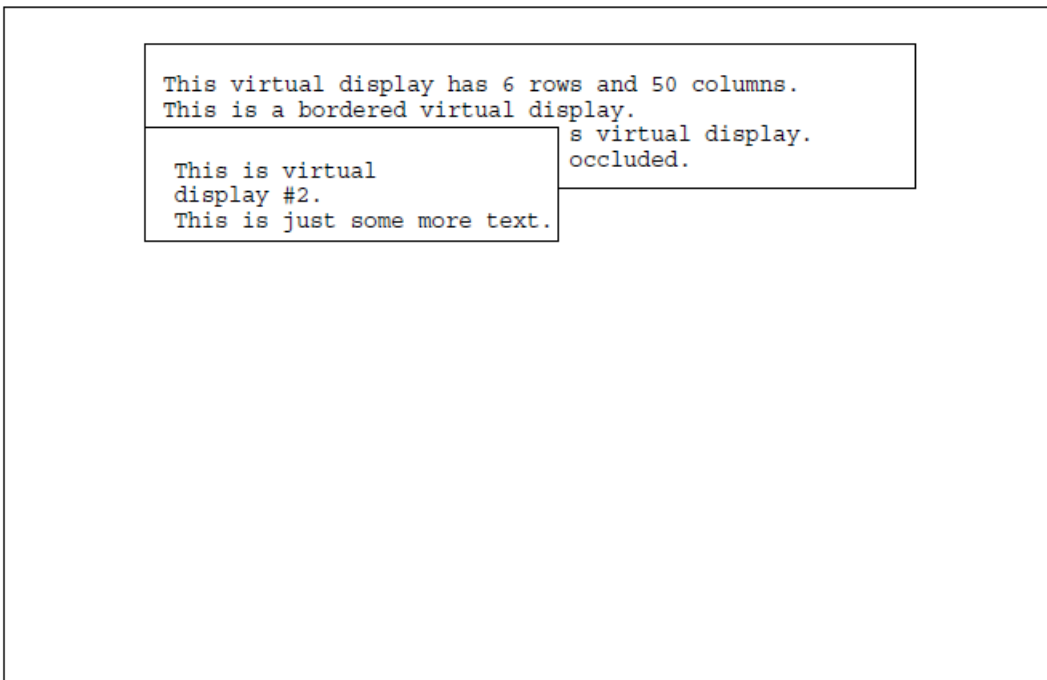 This virtual display has 6 rows and 50 columns.
This is a bordered virtual display.
s virtual display.
occluded.
This is virtual
display #2.
This is just some more text.